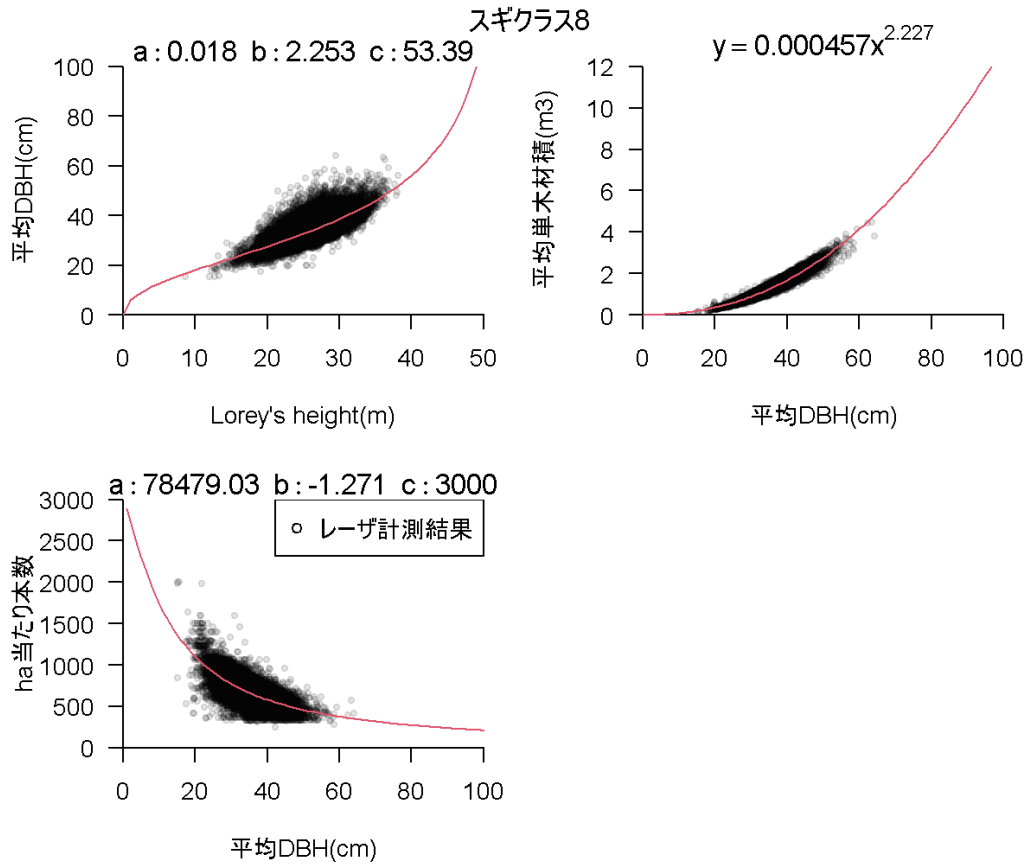 スギクラス8
a : 0.018 b : 2.253 c : 53.39
平均DBH(cm)
100
80
60
40
20
0
0 10 20 30 40 50
Lorey's height(m)
y = 0.000457x^2.227
平均単木材積(m3)
12
10
8
6
4
2
0
0 20 40 60 80 100
平均DBH(cm)
a : 78479.03 b : -1.271 c : 3000
レーザ計測結果
ha当たり本数
3000
2500
2000
1500
1000
500
0
0 20 40 60 80 100
平均DBH(cm)